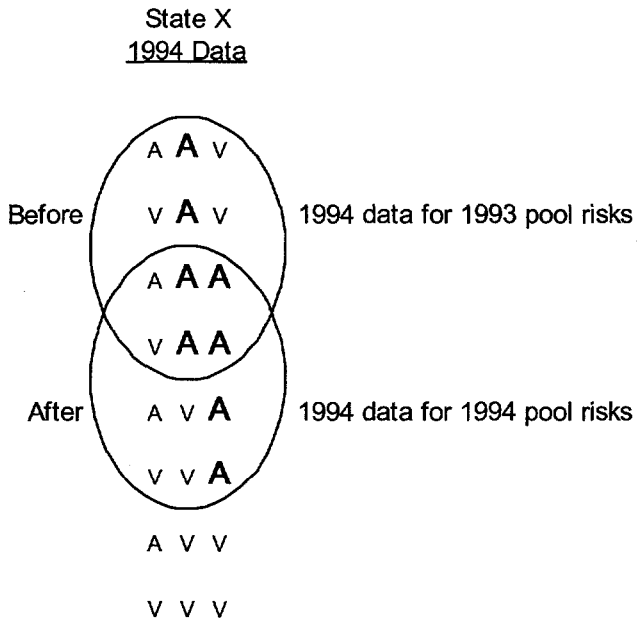 State X
1994 Data
A A V
Before V A V 1994 data for 1993 pool risks
A A A
V A A
After A V A 1994 data for 1994 pool risks
V V A
A V V
V V V